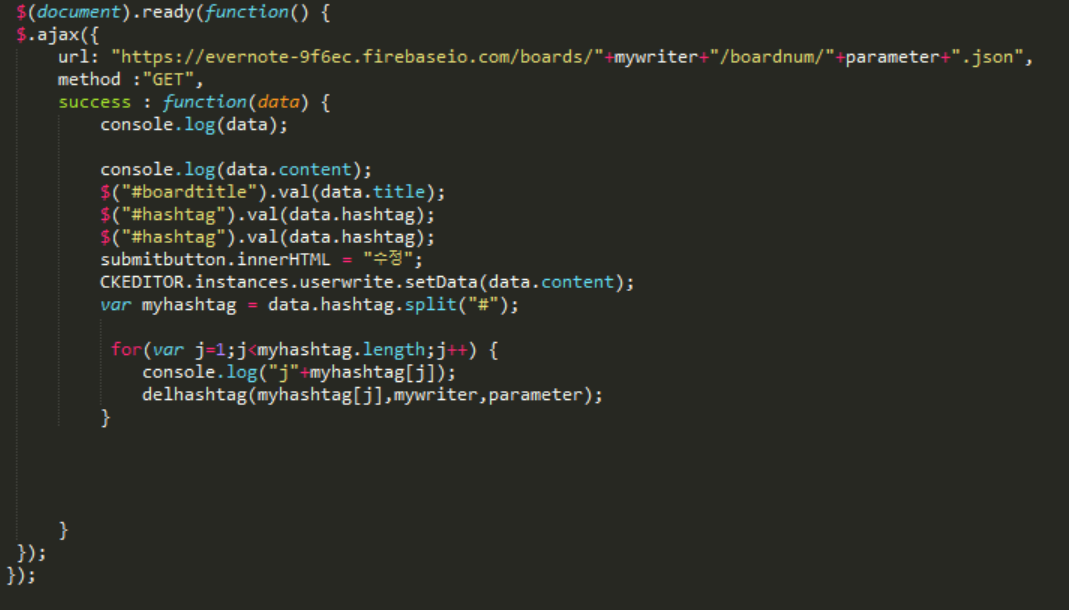 $(document).ready(function() {
$.ajax({
url: "https://evernote-9f6ec.firebaseio.com/boards/"+mywriter+"/boardnum/"+parameter+".json",
method :"GET",
success : function(data) {
console.log(data);
console.log(data.content);
$("#boardtitle").val(data.title);
$("#hashtag").val(data.hashtag);
$("#hashtag").val(data.hashtag);
submitbutton.innerHTML = "수정";
CKEDITOR.instances.userwrite.setData(data.content);
var myhashtag = data.hashtag.split("#");
for(var j=1;j<myhashtag.length;j++) {
console.log("j"+myhashtag[j]);
delhashtag(myhashtag[j],mywriter,parameter);
}
}
});
});